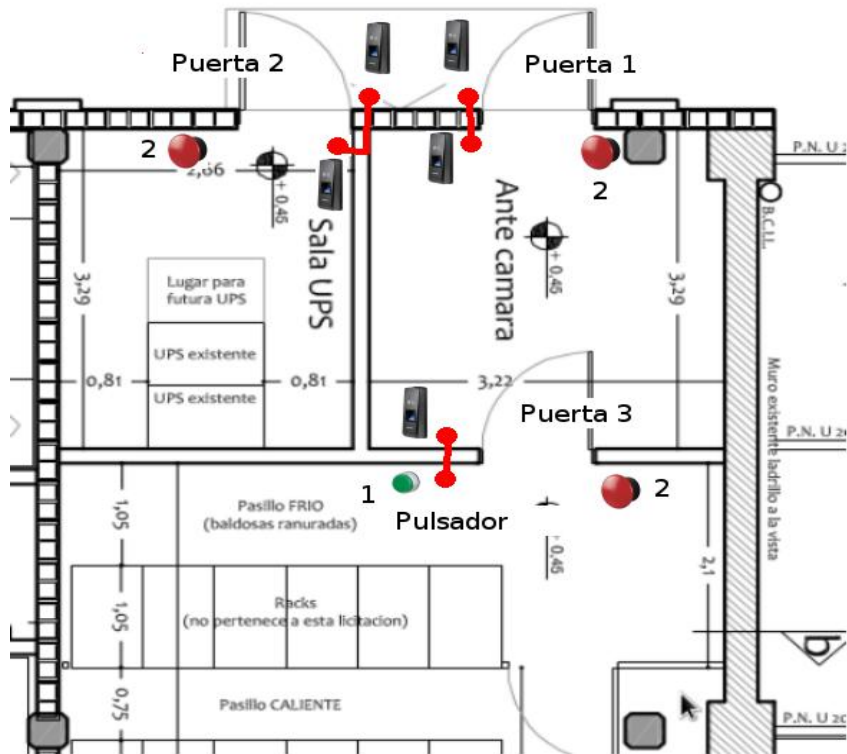 Puerta 2
Puerta 1
2
2,66
+ 0,45
Sala UPS
2
Ante camara
+ 0,45
P.N. U 2
B.C.I.I.
3,29
Lugar para
futura UPS
UPS existente
UPS existente
0,81
0,81
3,22
3,29
Puerta 3
Muro existente ladrillo a la vista
P.N. U 20
1
Pulsador
2
1,05
Pasillo FRIO
(baldosas ranuradas)
+ 0,45
2,1
1,05
Racks
(no pertenece a esta licitacion)
b
0,75
Pasillo CALIENTE
P.N. U 20